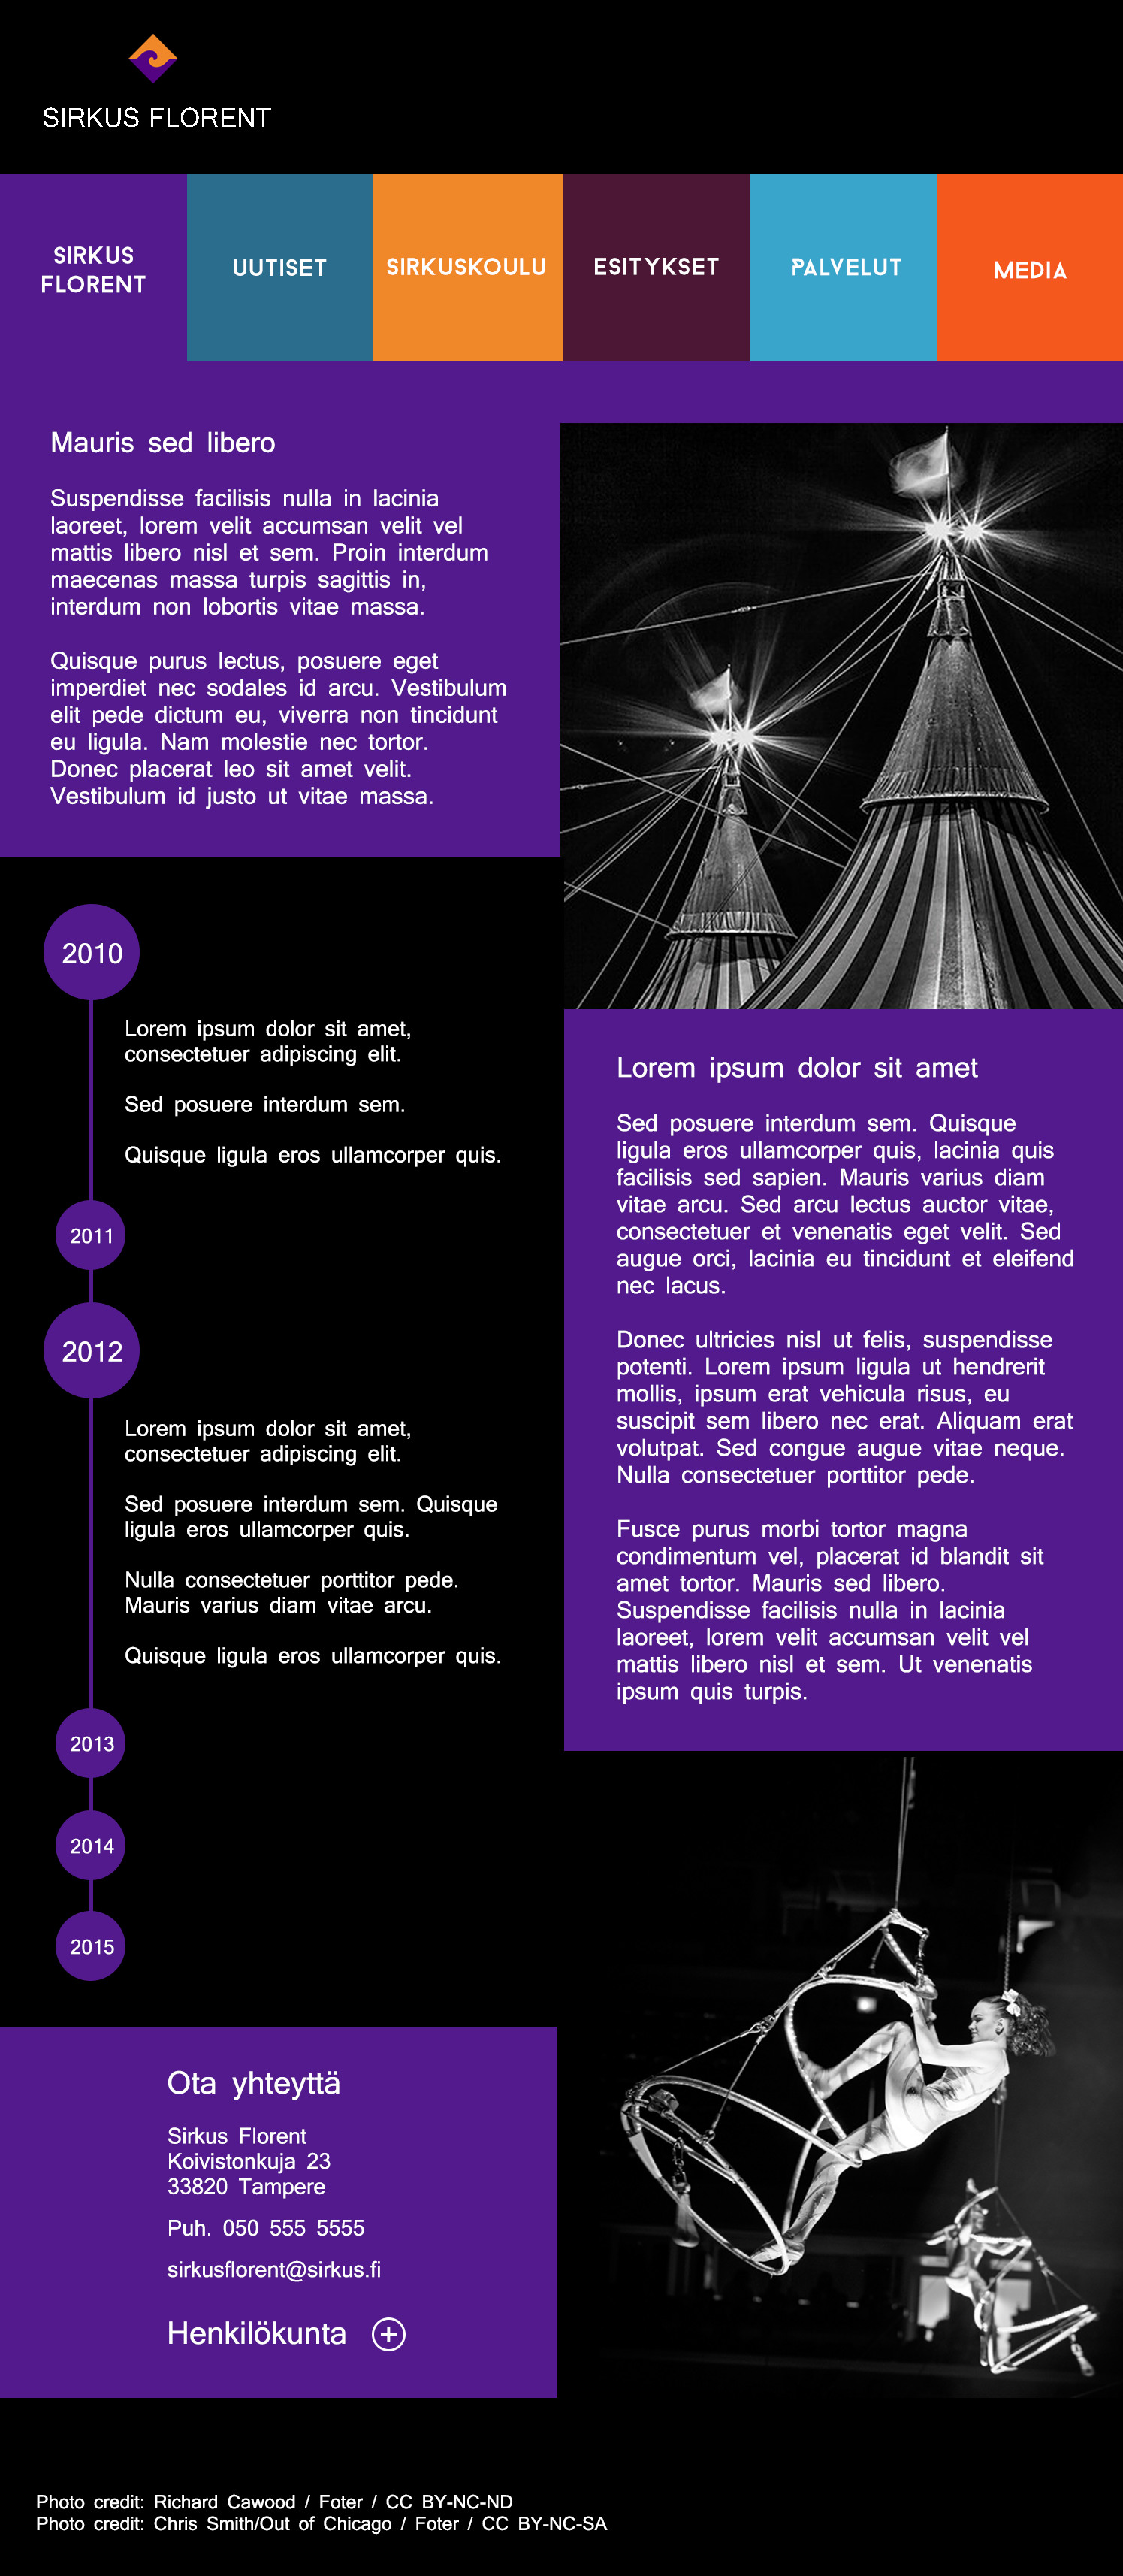 SIRKUS FLORENT
SIRKUS
FLORENT
UUTISET
SIRKUSKOULU
ESITYKSET
PALVELUT
MEDIA
Mauris sed libero
Suspendisse facilisis nulla in lacinia
laoreet, lorem velit accumsan velit vel
mattis libero nisl et sem. Proin interdum
maecenas massa turpis sagittis in,
interdum non lobortis vitae massa.
Quisque purus lectus, posuere eget
imperdiet nec sodales id arcu. Vestibulum
elit pede dictum eu, viverra non tincidunt
eu ligula. Nam molestie nec tortor.
Donec placerat leo sit amet velit.
Vestibulum id justo ut vitae massa.
2010
Lorem ipsum dolor sit amet,
consectetuer adipiscing elit.
Sed posuere interdum sem.
Quisque ligula eros ullamcorper quis.
2011
2012
Lorem ipsum dolor sit amet,
consectetuer adipiscing elit.
Sed posuere interdum sem. Quisque
ligula eros ullamcorper quis.
Nulla consectetuer porttitor pede.
Mauris varius diam vitae arcu.
Quisque ligula eros ullamcorper quis.
2013
2014
2015
Lorem ipsum dolor sit amet
Sed posuere interdum sem. Quisque
ligula eros ullamcorper quis, lacinia quis
facilisis sed sapien. Mauris varius diam
vitae arcu. Sed arcu lectus auctor vitae,
consectetuer et venenatis eget velit. Sed
augue orci, lacinia eu tincidunt et eleifend
nec lacus.
Donec ultricies nisl ut felis, suspendisse
potenti. Lorem ipsum ligula ut hendrerit
mollis, ipsum erat vehicula risus, eu
suscipit sem libero nec erat. Aliquam erat
volutpat. Sed congue augue vitae neque.
Nulla consectetuer porttitor pede.
Fusce purus morbi tortor magna
condimentum vel, placerat id blandit sit
amet tortor. Mauris sed libero.
Suspendisse facilisis nulla in lacinia
laoreet, lorem velit accumsan velit vel
mattis libero nisl et sem. Ut venenatis
ipsum quis turpis.
Ota yhteyttä
Sirkus Florent
Koivistonkuja 23
33820 Tampere
Puh. 050 555 5555
sirkusflorent@sirkus.fi
Henkilökunta
Photo credit: Richard Cawood / Foter / CC BY-NC-ND
Photo credit: Chris Smith/Out of Chicago / Foter / CC BY-NC-SA